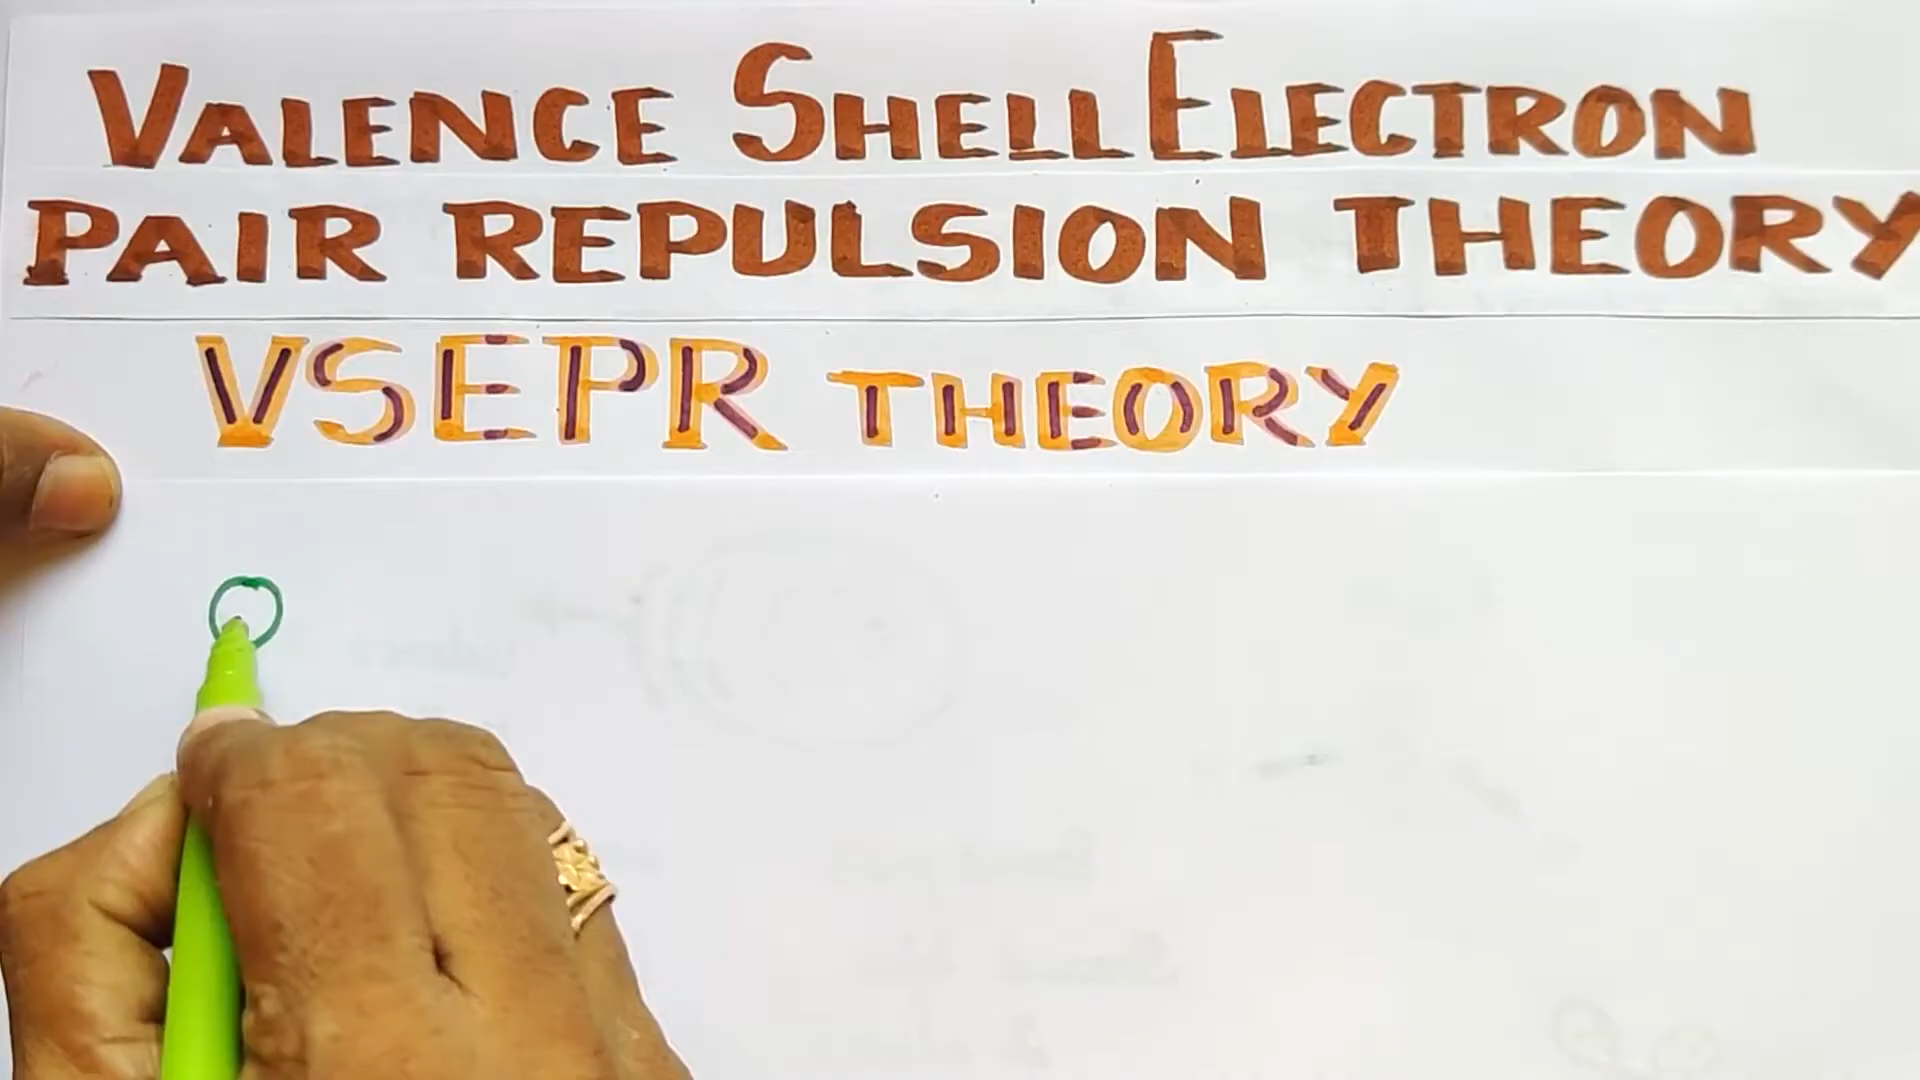 VALENCE SHELL ELECTRON
PAIR REPULSION THEORY
VSEPR THEORY